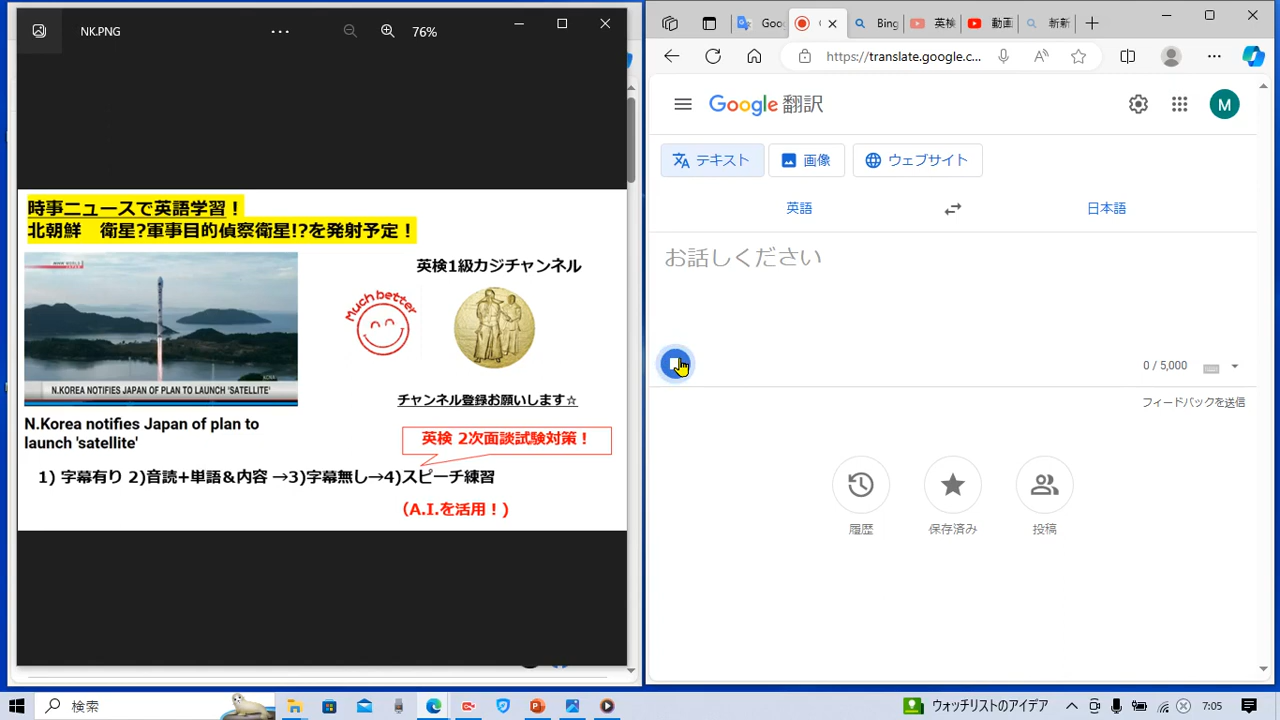 NK.PNG
76%
時事ニュースで英語学習！
北朝鮮　衛星?軍事目的偵察衛星!?を発射予定！
N.KOREA NOTIFIES JAPAN OF PLAN TO LAUNCH 'SATELLITE'
英検1級カジチャンネル
Much better
チャンネル登録お願いします☆
N.Korea notifies Japan of plan to
launch 'satellite'
英検 2次面談試験対策！
1) 字幕有り 2)音読+単語＆内容 →3)字幕無し→4)スピーチ練習
（A.I.を活用！)
Goo
Bing
英検
動画
新新
https://translate.google.c...
Google 翻訳
M
テキスト
画像
ウェブサイト
英語
日本語
お話しください
0 / 5,000
フィードバックを送信
履歴
保存済み
投稿
検索
ウォッチリストのアイデア
7:05